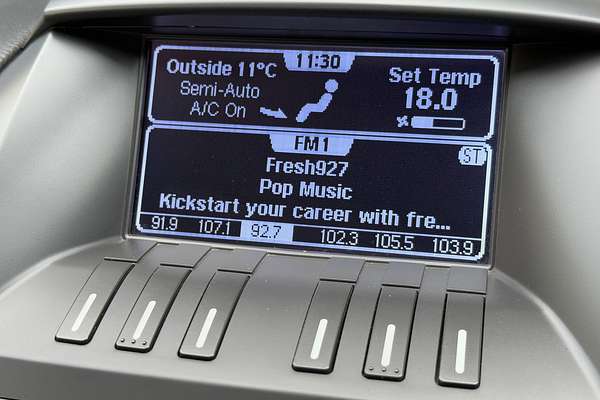 11:30
Outside 11°C
Semi-Auto
A/C On
Set Temp
18.0
FM1
ST
Fresh927
Pop Music
Kickstart your career with fre...
91.9 107.1 92.7 102.3 105.5 103.9